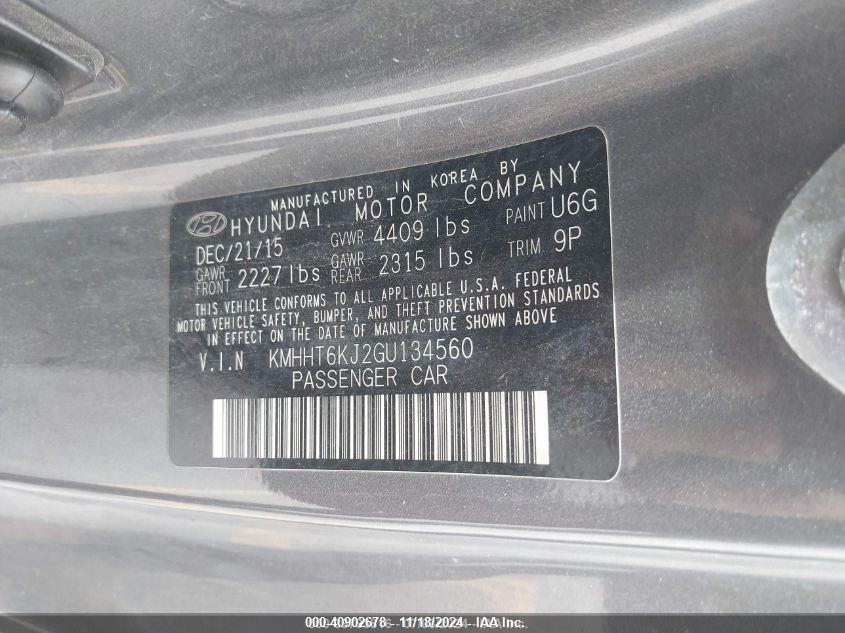 MANUFACTURED IN KOREA BY
HYUNDAI MOTOR COMPANY
DEC/21/15 GVWR 4409 lbs PAINT U6G
GAWR FRONT 2227 lbs GAWR REAR 2315 lbs TRIM 9P
THIS VEHICLE CONFORMS TO ALL APPLICABLE U.S.A. FEDERAL
MOTOR VEHICLE SAFETY, BUMPER, AND THEFT PREVENTION STANDARDS
IN EFFECT ON THE DATE OF MANUFACTURE SHOWN ABOVE
V.I.N KMHHT6KJ2GU134560
PASSENGER CAR
000-40902678 - 11/18/2024 - IAA Inc.